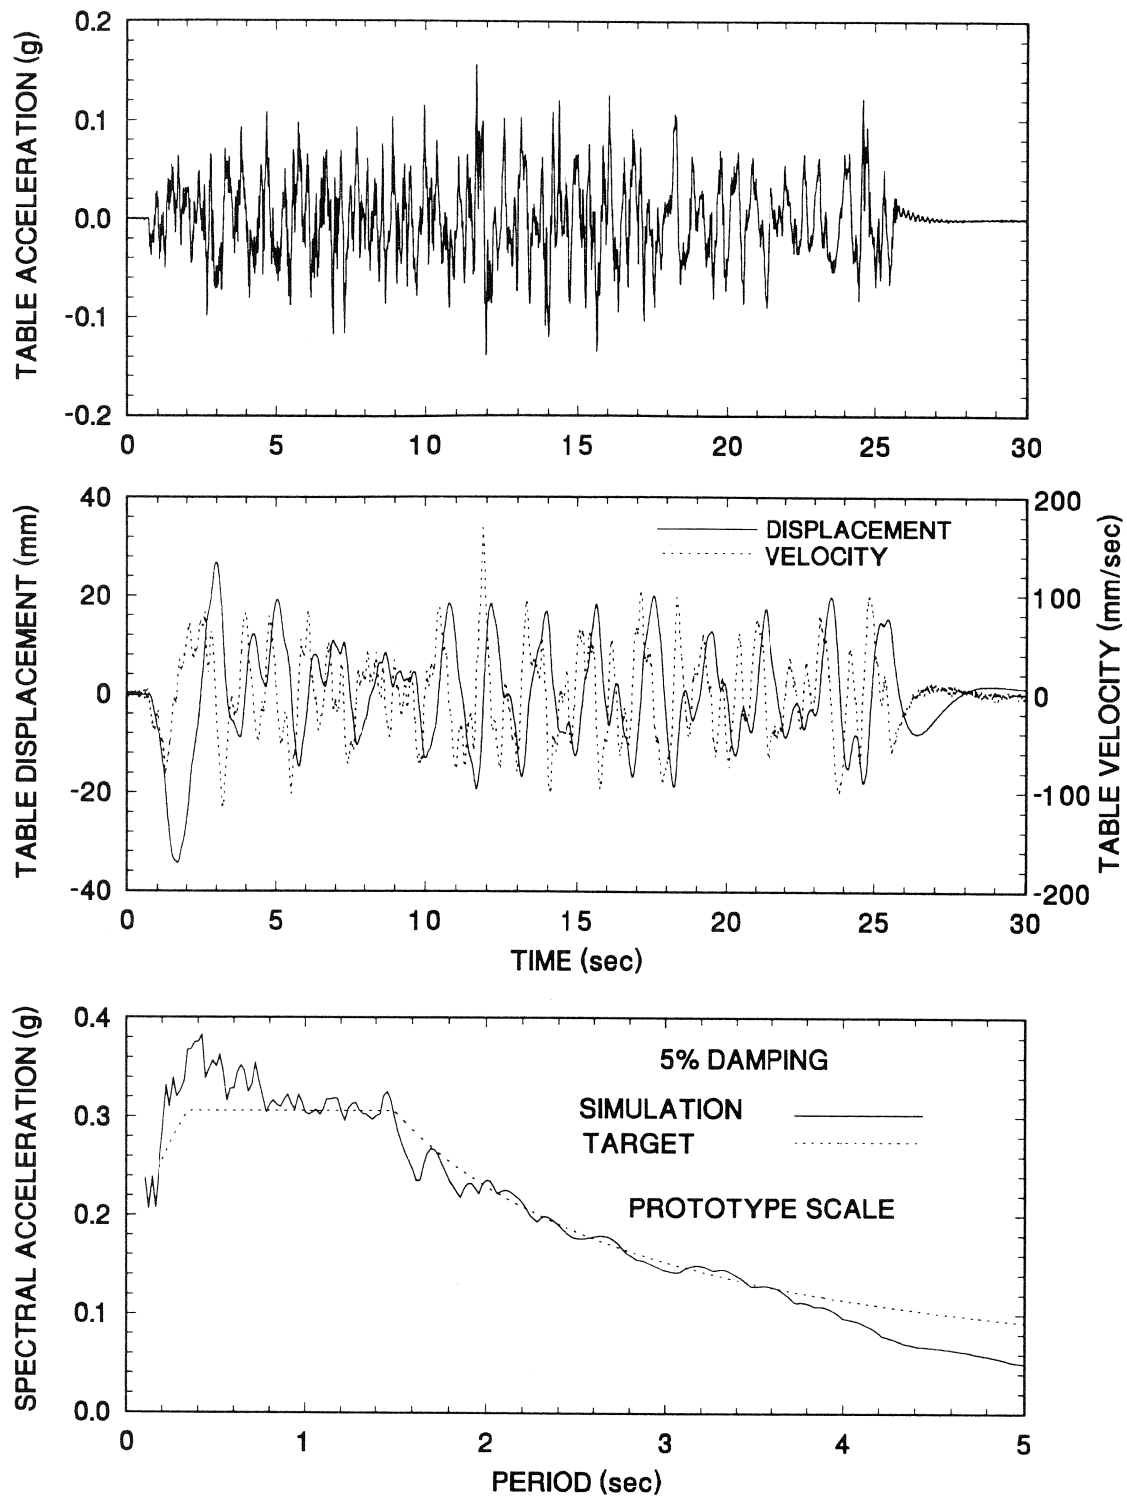 TABLE ACCELERATION (g)
0.2
0.1
0.0
-0.1
-0.2
0 5 10 15 20 25 30
TABLE DISPLACEMENT (mm)
40
20
0
-20
-40
DISPLACEMENT
VELOCITY
200
100
0
-100
-200
TABLE VELOCITY (mm/sec)
0 5 10 15 20 25 30
TIME (sec)
SPECTRAL ACCELERATION (g)
0.4
0.3
0.2
0.1
0.0
5% DAMPING
SIMULATION
TARGET
PROTOTYPE SCALE
0 1 2 3 4 5
PERIOD (sec)